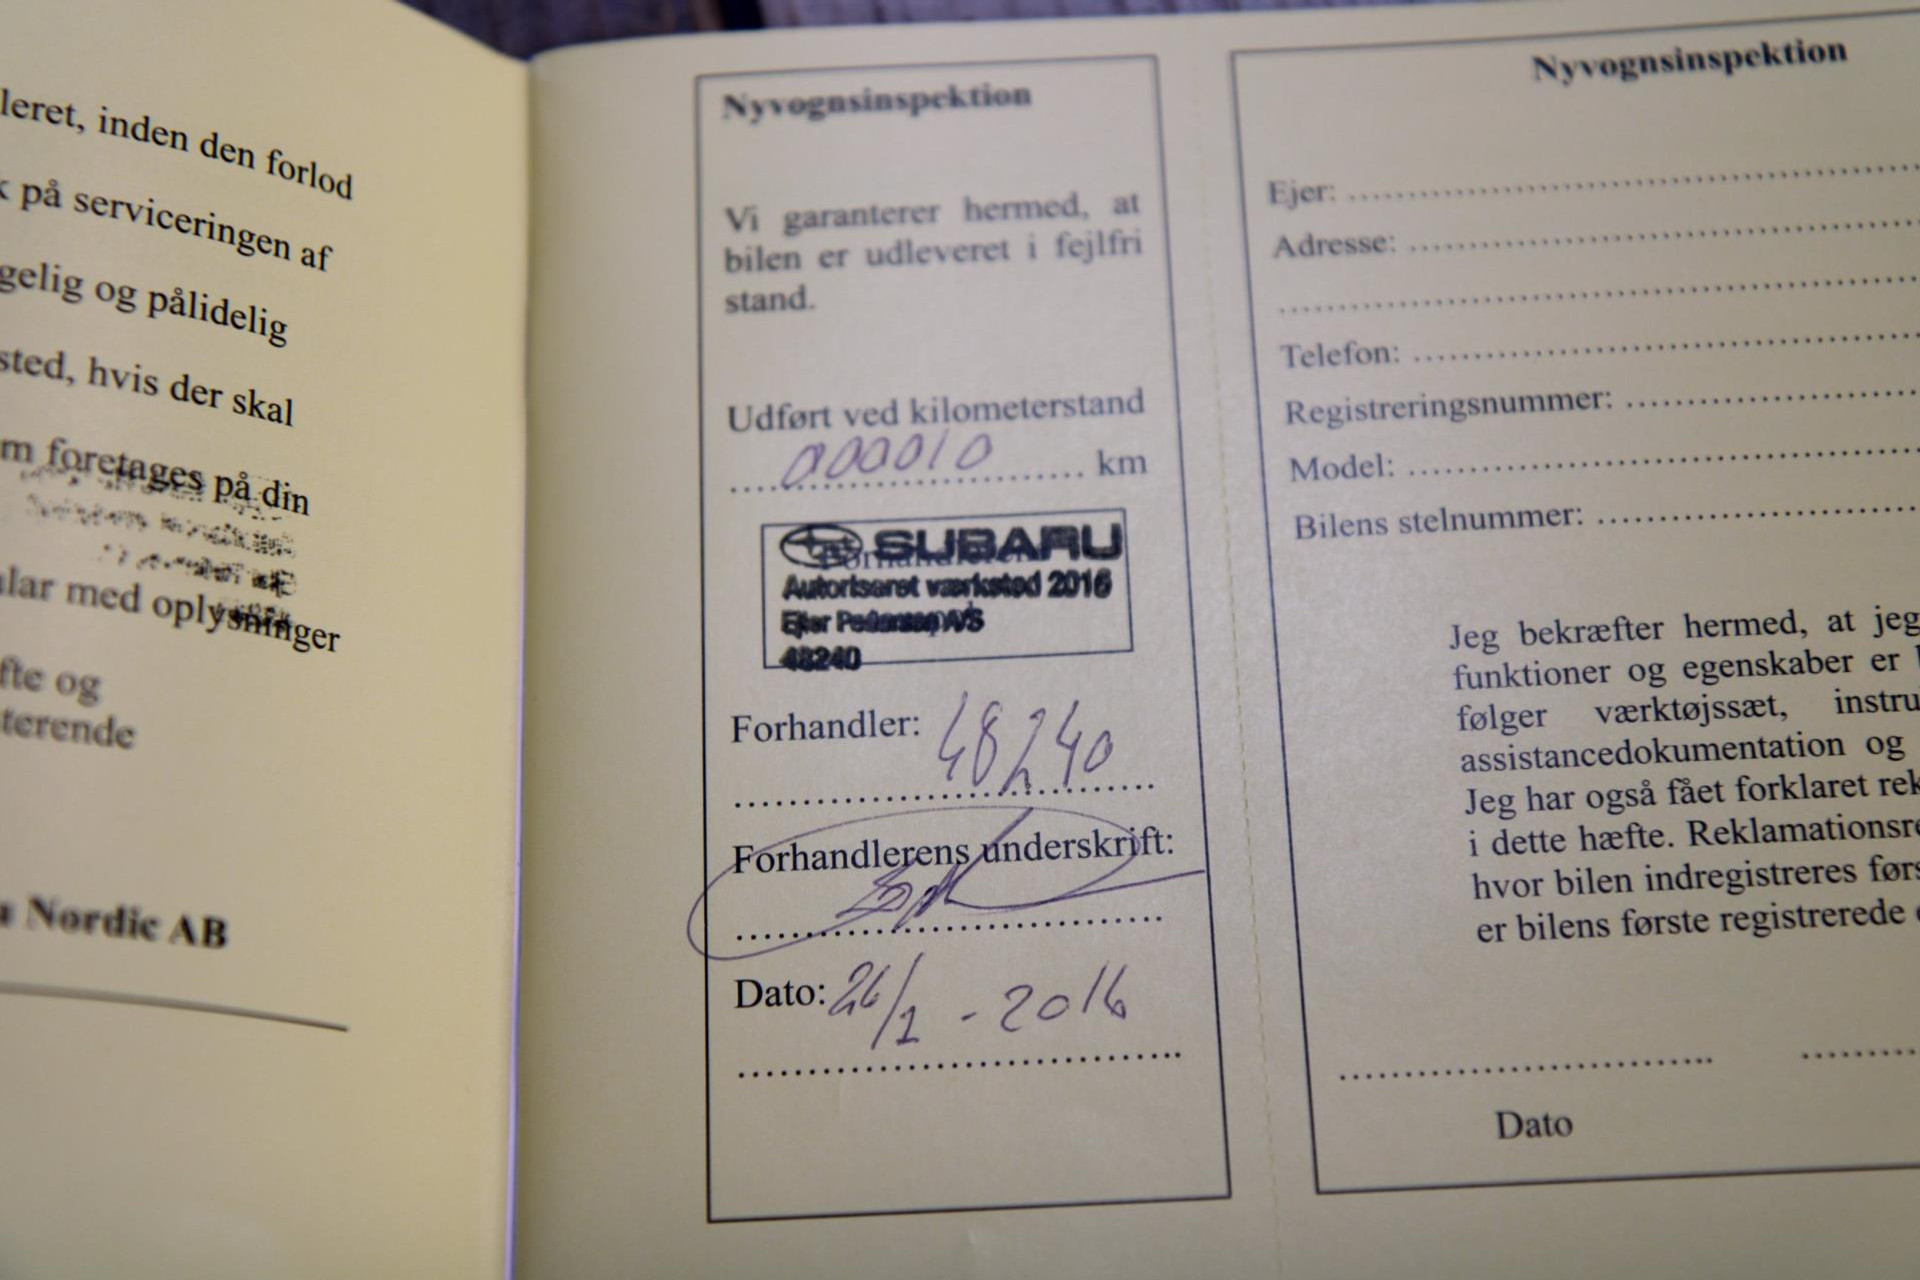 leret, inden den forlod
på serviceringen af
gelig og pålidelig
sted, hvis der skal
m foretages på din
lar med oplysninger
fte og
terende
Nordic AB
Nyvognsinspektion
Vi garanterer hermed, at
bilen er udleveret i fejlfri
stand.
Udført ved kilometerstand
000010 km
SUBARU
Autoriseret værksted 2016
Ejler Pedersen A/S
48240
Forhandler: 48240
Forhandlerens underskrift:
Dato: 26/1 - 2016
Nyvognsinspektion
Ejer:
Adresse:
Telefon:
Registreringsnummer:
Model:
Bilens stelnummer:
Jeg bekræfter hermed, at jeg
funktioner og egenskaber er
følger værktøjssæt, instru
assistancedokumentation og
Jeg har også fået forklaret rek
i dette hæfte. Reklamationsre
hvor bilen indregistreres førs
er bilens første registrerede
Dato